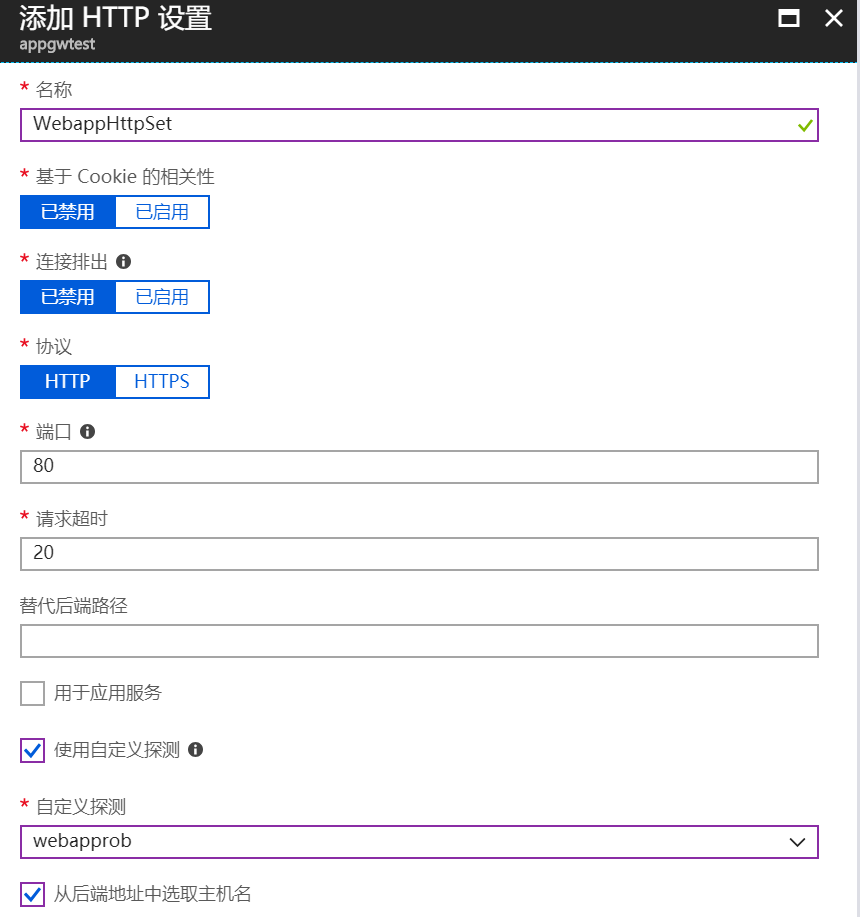 添加 HTTP 设置
appgwtest
* 名称
WebappHttpSet
* 基于 Cookie 的相关性
已禁用 已启用
* 连接排出
已禁用 已启用
* 协议
HTTP HTTPS
* 端口
80
* 请求超时
20
替代后端路径
用于应用服务
使用自定义探测
* 自定义探测
webapprob
从后端地址中选取主机名